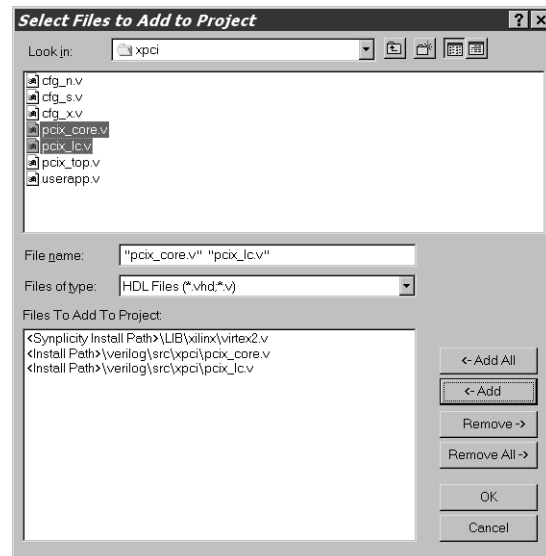 Select Files to Add to Project
Look in:
xpci
cfg_n.v
cfg_s.v
cfg_x.v
pcix_core.v
pcix_lc.v
pcix_top.v
userapp.v
File name:
"pcix_core.v" "pcix_lc.v"
Files of type:
HDL Files (*.vhd;*.v)
Files To Add To Project:
<Synplicity Install Path>\LIB\xilinx\virtex2.v
<Install Path>\verilog\src\xpci\pcix_core.v
<Install Path>\verilog\src\xpci\pcix_lc.v
<- Add All
<- Add
Remove ->
Remove All ->
OK
Cancel